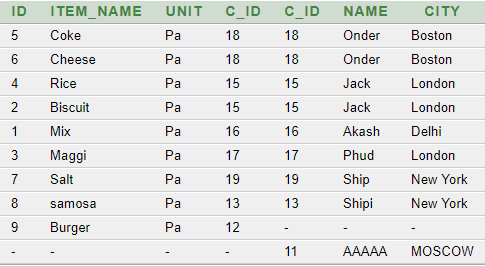 ID ITEM_NAME UNIT C_ID C_ID NAME CITY
5 Coke Pa 18 18 Onder Boston
6 Cheese Pa 18 18 Onder Boston
4 Rice Pa 15 15 Jack London
2 Biscuit Pa 15 15 Jack London
1 Mix Pa 16 16 Akash Delhi
3 Maggi Pa 17 17 Phud London
7 Salt Pa 19 19 Ship New York
8 samosa Pa 13 13 Shipi New York
9 Burger Pa 12 - - -
- - - - 11 AAAAA MOSCOW